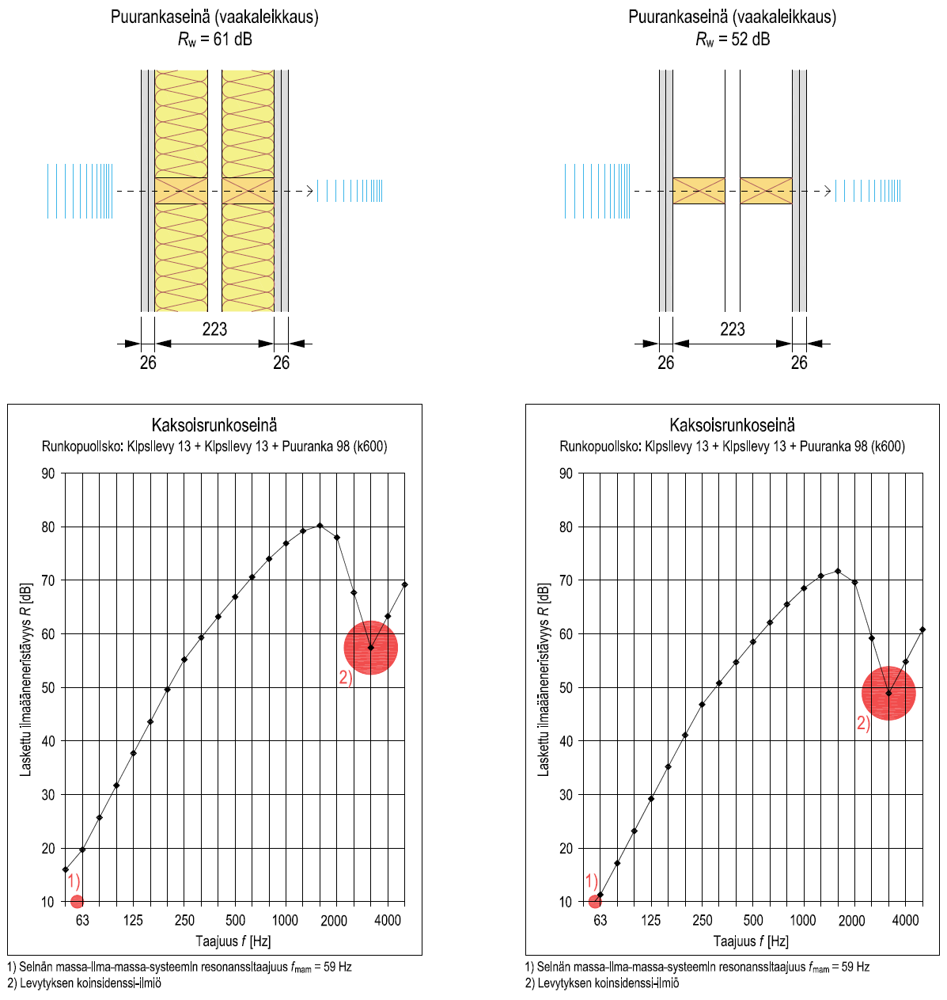 Puurankaseinä (vaakaleikkaus)
Rw = 61 dB
223
26
26
Kaksoisrunkoseinä
Runkopuolisko: Kipsilevy 13 + Kipsilevy 13 + Puuranka 98 (k600)
Laskettu ilmaääneneristävyys R [dB]
90
80
70
60
50
40
30
20
10
2)
1)
63
125
250
500
1000
2000
4000
Taajuus f [Hz]
1) Seinän massa-ilma-massa-systeemin resonanssitaajuus fmam = 59 Hz
2) Levytyksen koinsidenssi-ilmiö
Puurankaseinä (vaakaleikkaus)
Rw = 52 dB
223
26
26
Kaksoisrunkoseinä
Runkopuolisko: Kipsilevy 13 + Kipsilevy 13 + Puuranka 98 (k600)
Laskettu ilmaääneneristävyys R [dB]
90
80
70
60
50
40
30
20
10
2)
1)
63
125
250
500
1000
2000
4000
Taajuus f [Hz]
1) Seinän massa-ilma-massa-systeemin resonanssitaajuus fmam = 59 Hz
2) Levytyksen koinsidenssi-ilmiö